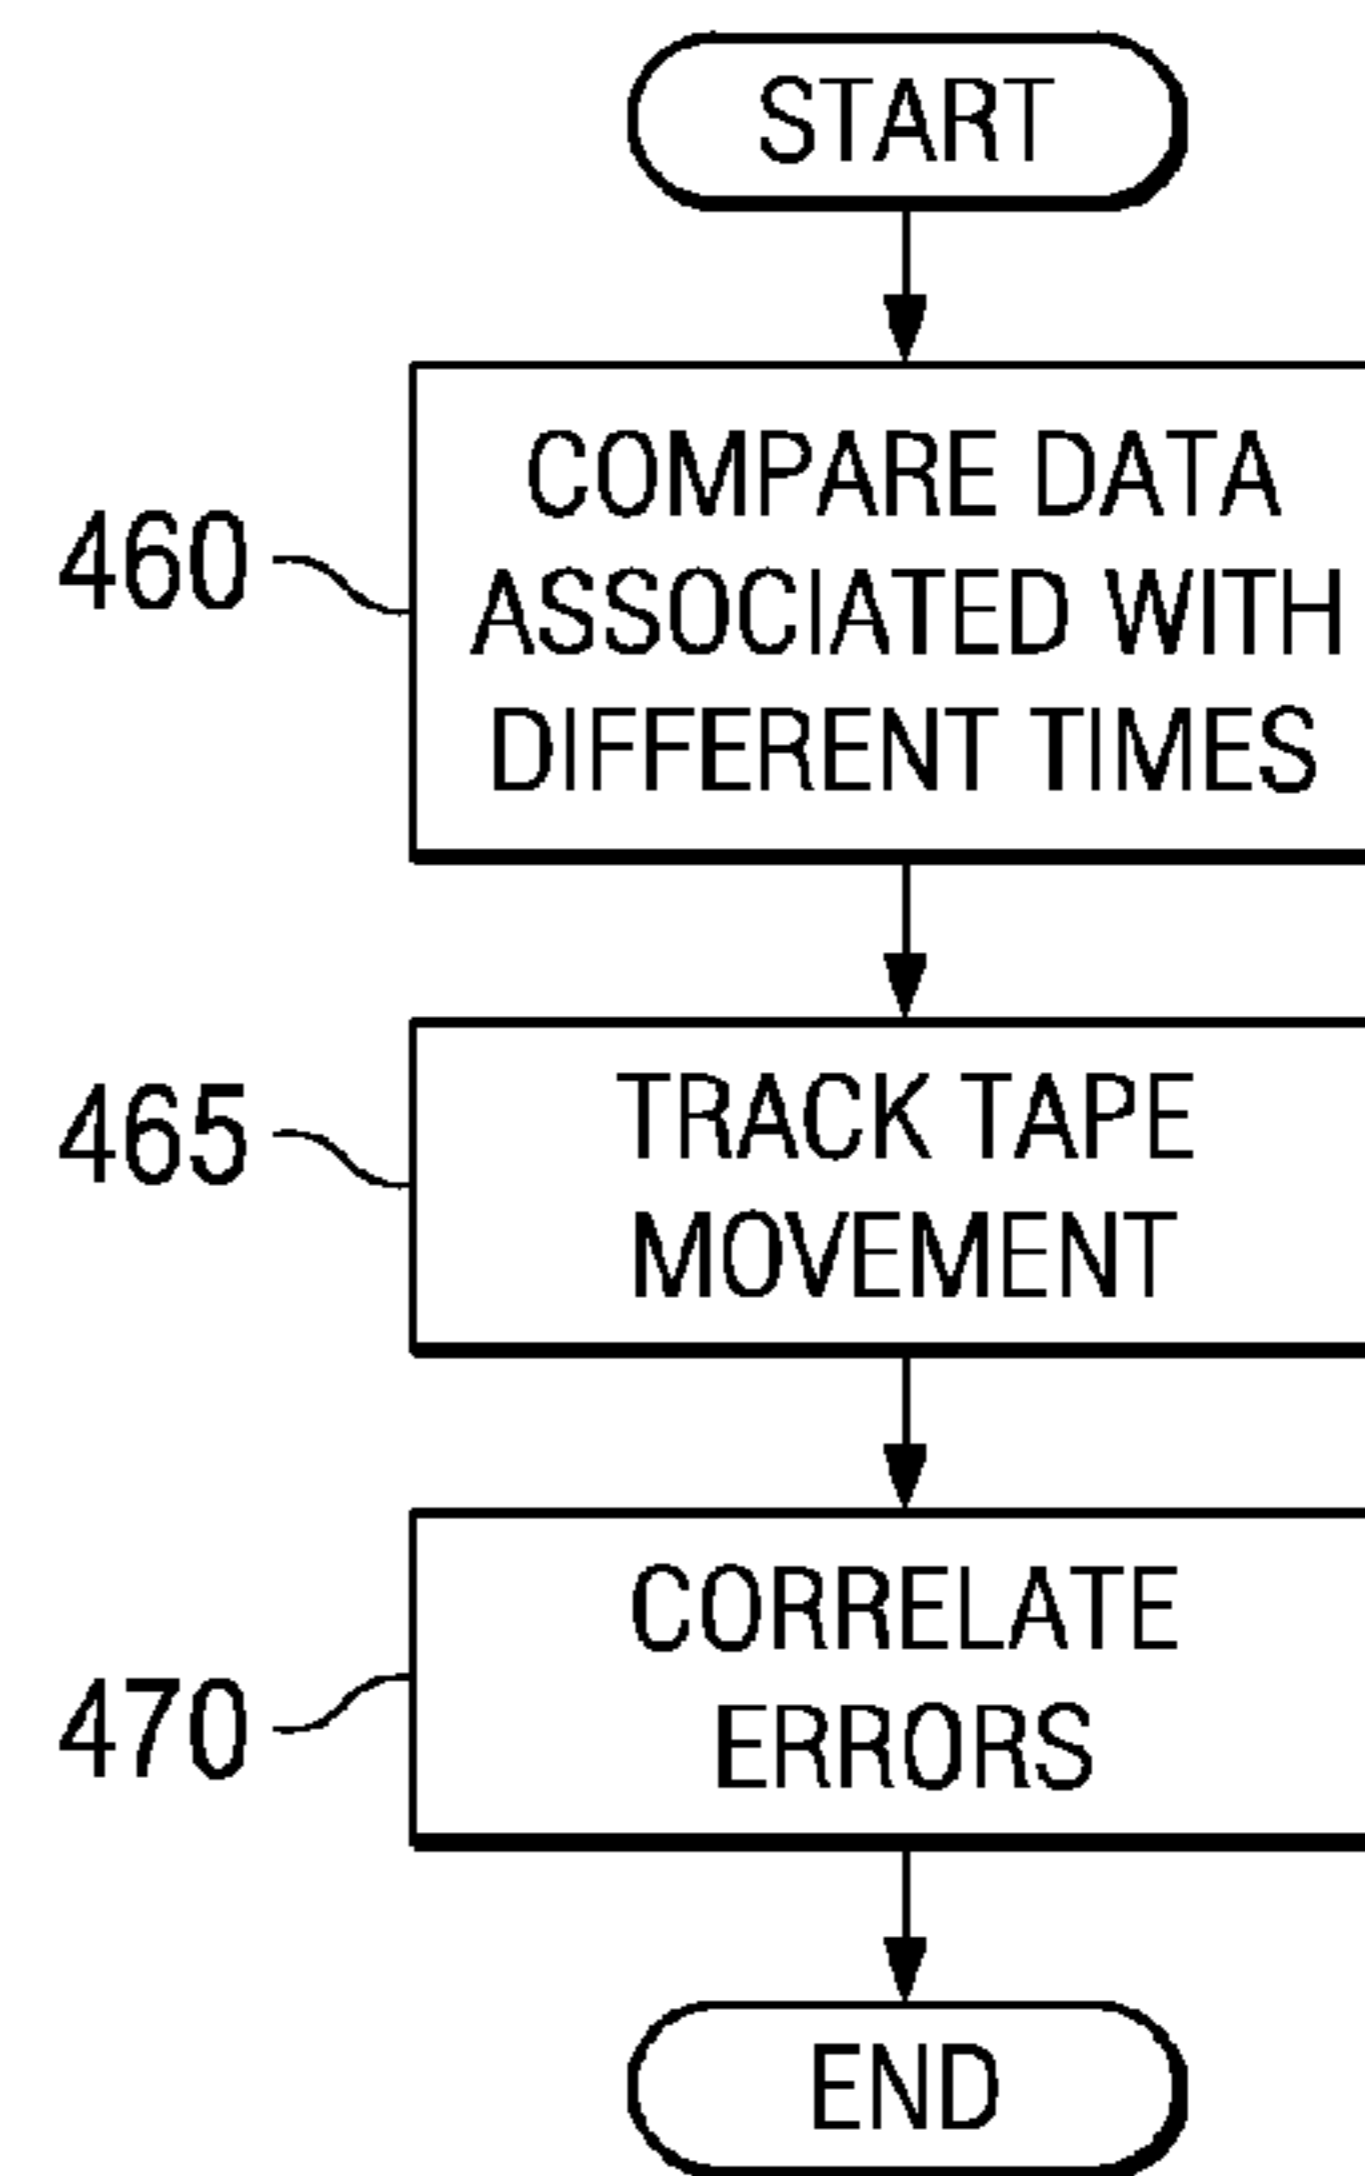 START
460
COMPARE DATA
ASSOCIATED WITH
DIFFERENT TIMES
465
TRACK TAPE
MOVEMENT
470
CORRELATE
ERRORS
END